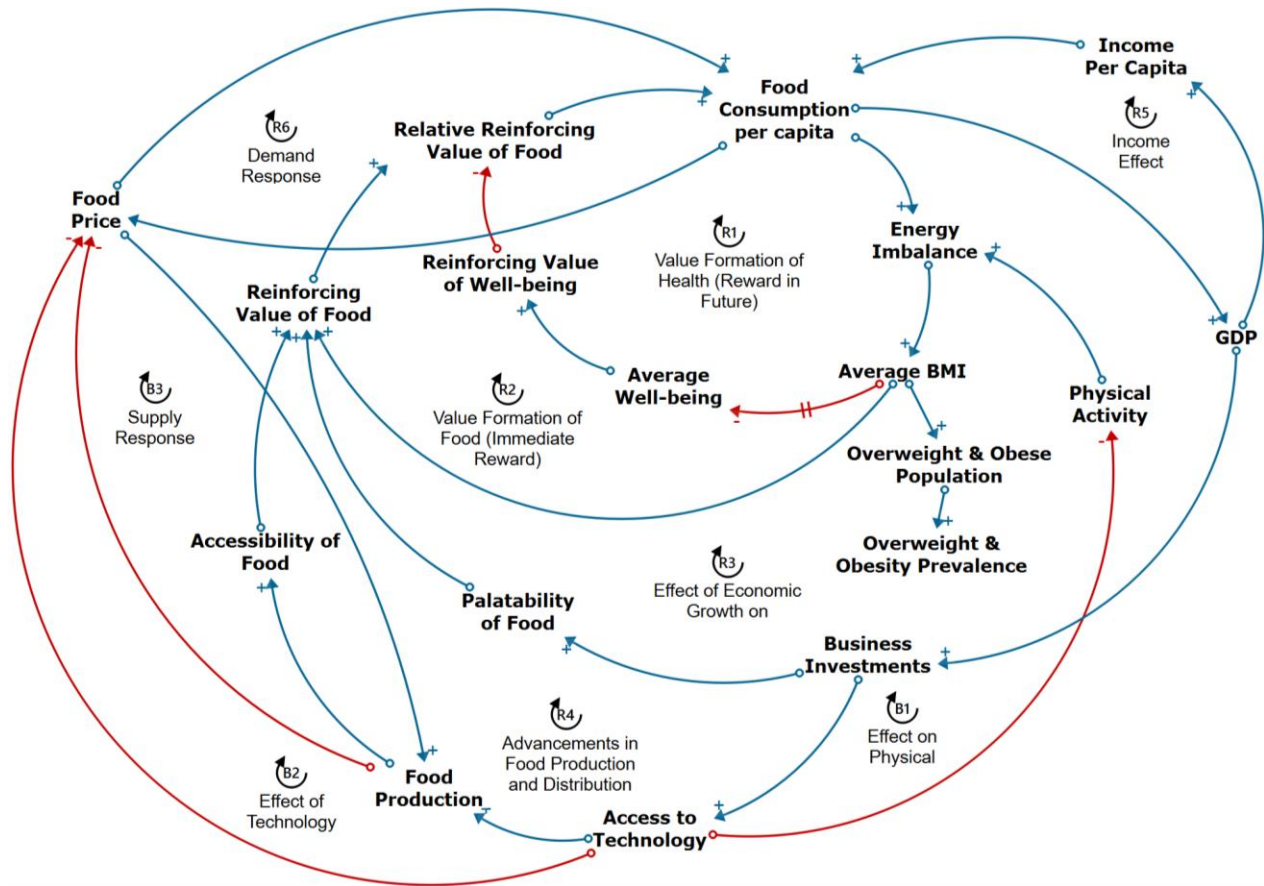 Income
Per Capita
Food
Consumption
per capita
R5
Income
Effect
R6
Demand
Response
Relative Reinforcing
Value of Food
Food
Price
R1
Value Formation of
Health (Reward in
Future)
Energy
Imbalance
Reinforcing Value
of Well-being
Reinforcing
Value of Food
GDP
B3
Supply
Response
R2
Value Formation of
Food (Immediate
Reward)
Average
Well-being
Average BMI
Physical
Activity
Overweight & Obese
Population
Accessibility of
Food
Overweight &
Obesity Prevalence
R3
Effect of Economic
Growth on
Palatability
of Food
Business
Investments
R4
Advancements in
Food Production
and Distribution
B1
Effect on
Physical
B2
Effect of
Technology
Food
Production
Access to
Technology